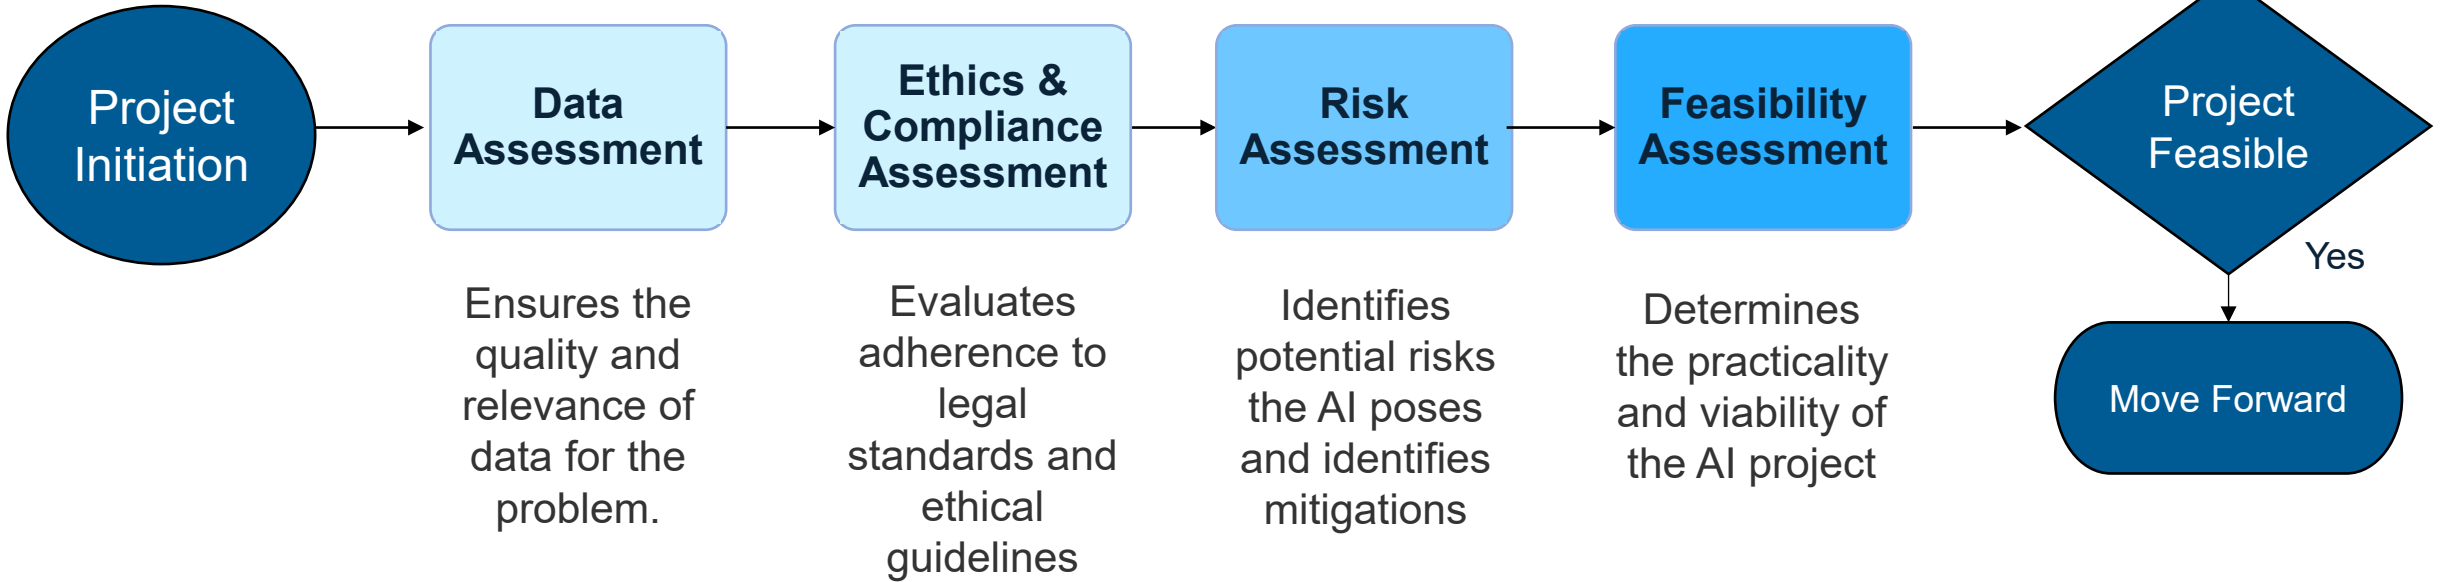 Project
Initiation
Data
Assessment
Ethics &
Compliance
Assessment
Risk
Assessment
Feasibility
Assessment
Project
Feasible
Yes
Move Forward
Ensures the
quality and
relevance of
data for the
problem.
Evaluates
adherence to
legal
standards and
ethical
guidelines
Identifies
potential risks
the AI poses
and identifies
mitigations
Determines
the practicality
and viability of
the AI project